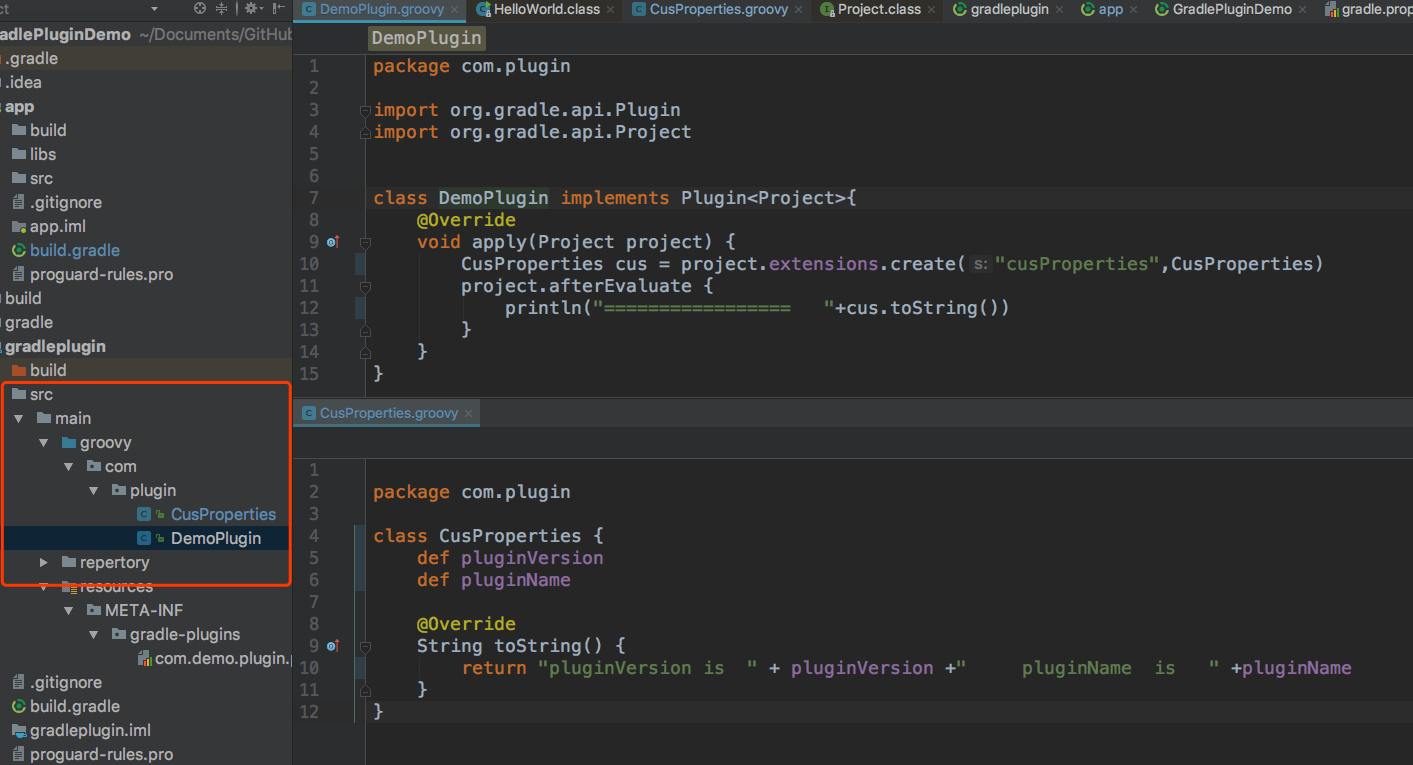 ct
DemoPlugin.groovy × HelloWorld.class × CusProperties.groovy × Project.class × gradleplugin × app × GradlePluginDemo × gradle.prop
adlePluginDemo ~/Documents/GitHub
.gradle
.idea
app
build
libs
src
.gitignore
app.iml
build.gradle
proguard-rules.pro
build
gradle
gradleplugin
build
src
main
groovy
com
plugin
CusProperties
DemoPlugin
repertory
resources
META-INF
gradle-plugins
com.demo.plugin.p
.gitignore
build.gradle
gradleplugin.iml
proguard-rules.pro
DemoPlugin
1 package com.plugin
2
3 import org.gradle.api.Plugin
4 import org.gradle.api.Project
5
6
7 class DemoPlugin implements Plugin<Project>{
8 @Override
9 void apply(Project project) {
10 CusProperties cus = project.extensions.create( s: "cusProperties",CusProperties)
11 project.afterEvaluate {
12 println("=================   "+cus.toString())
13 }
14 }
15 }
CusProperties.groovy ×
1
2 package com.plugin
3
4 class CusProperties {
5 def pluginVersion
6 def pluginName
7
8 @Override
9 String toString() {
10 return "pluginVersion is  " + pluginVersion +"     pluginName  is   " +pluginName
11 }
12 }